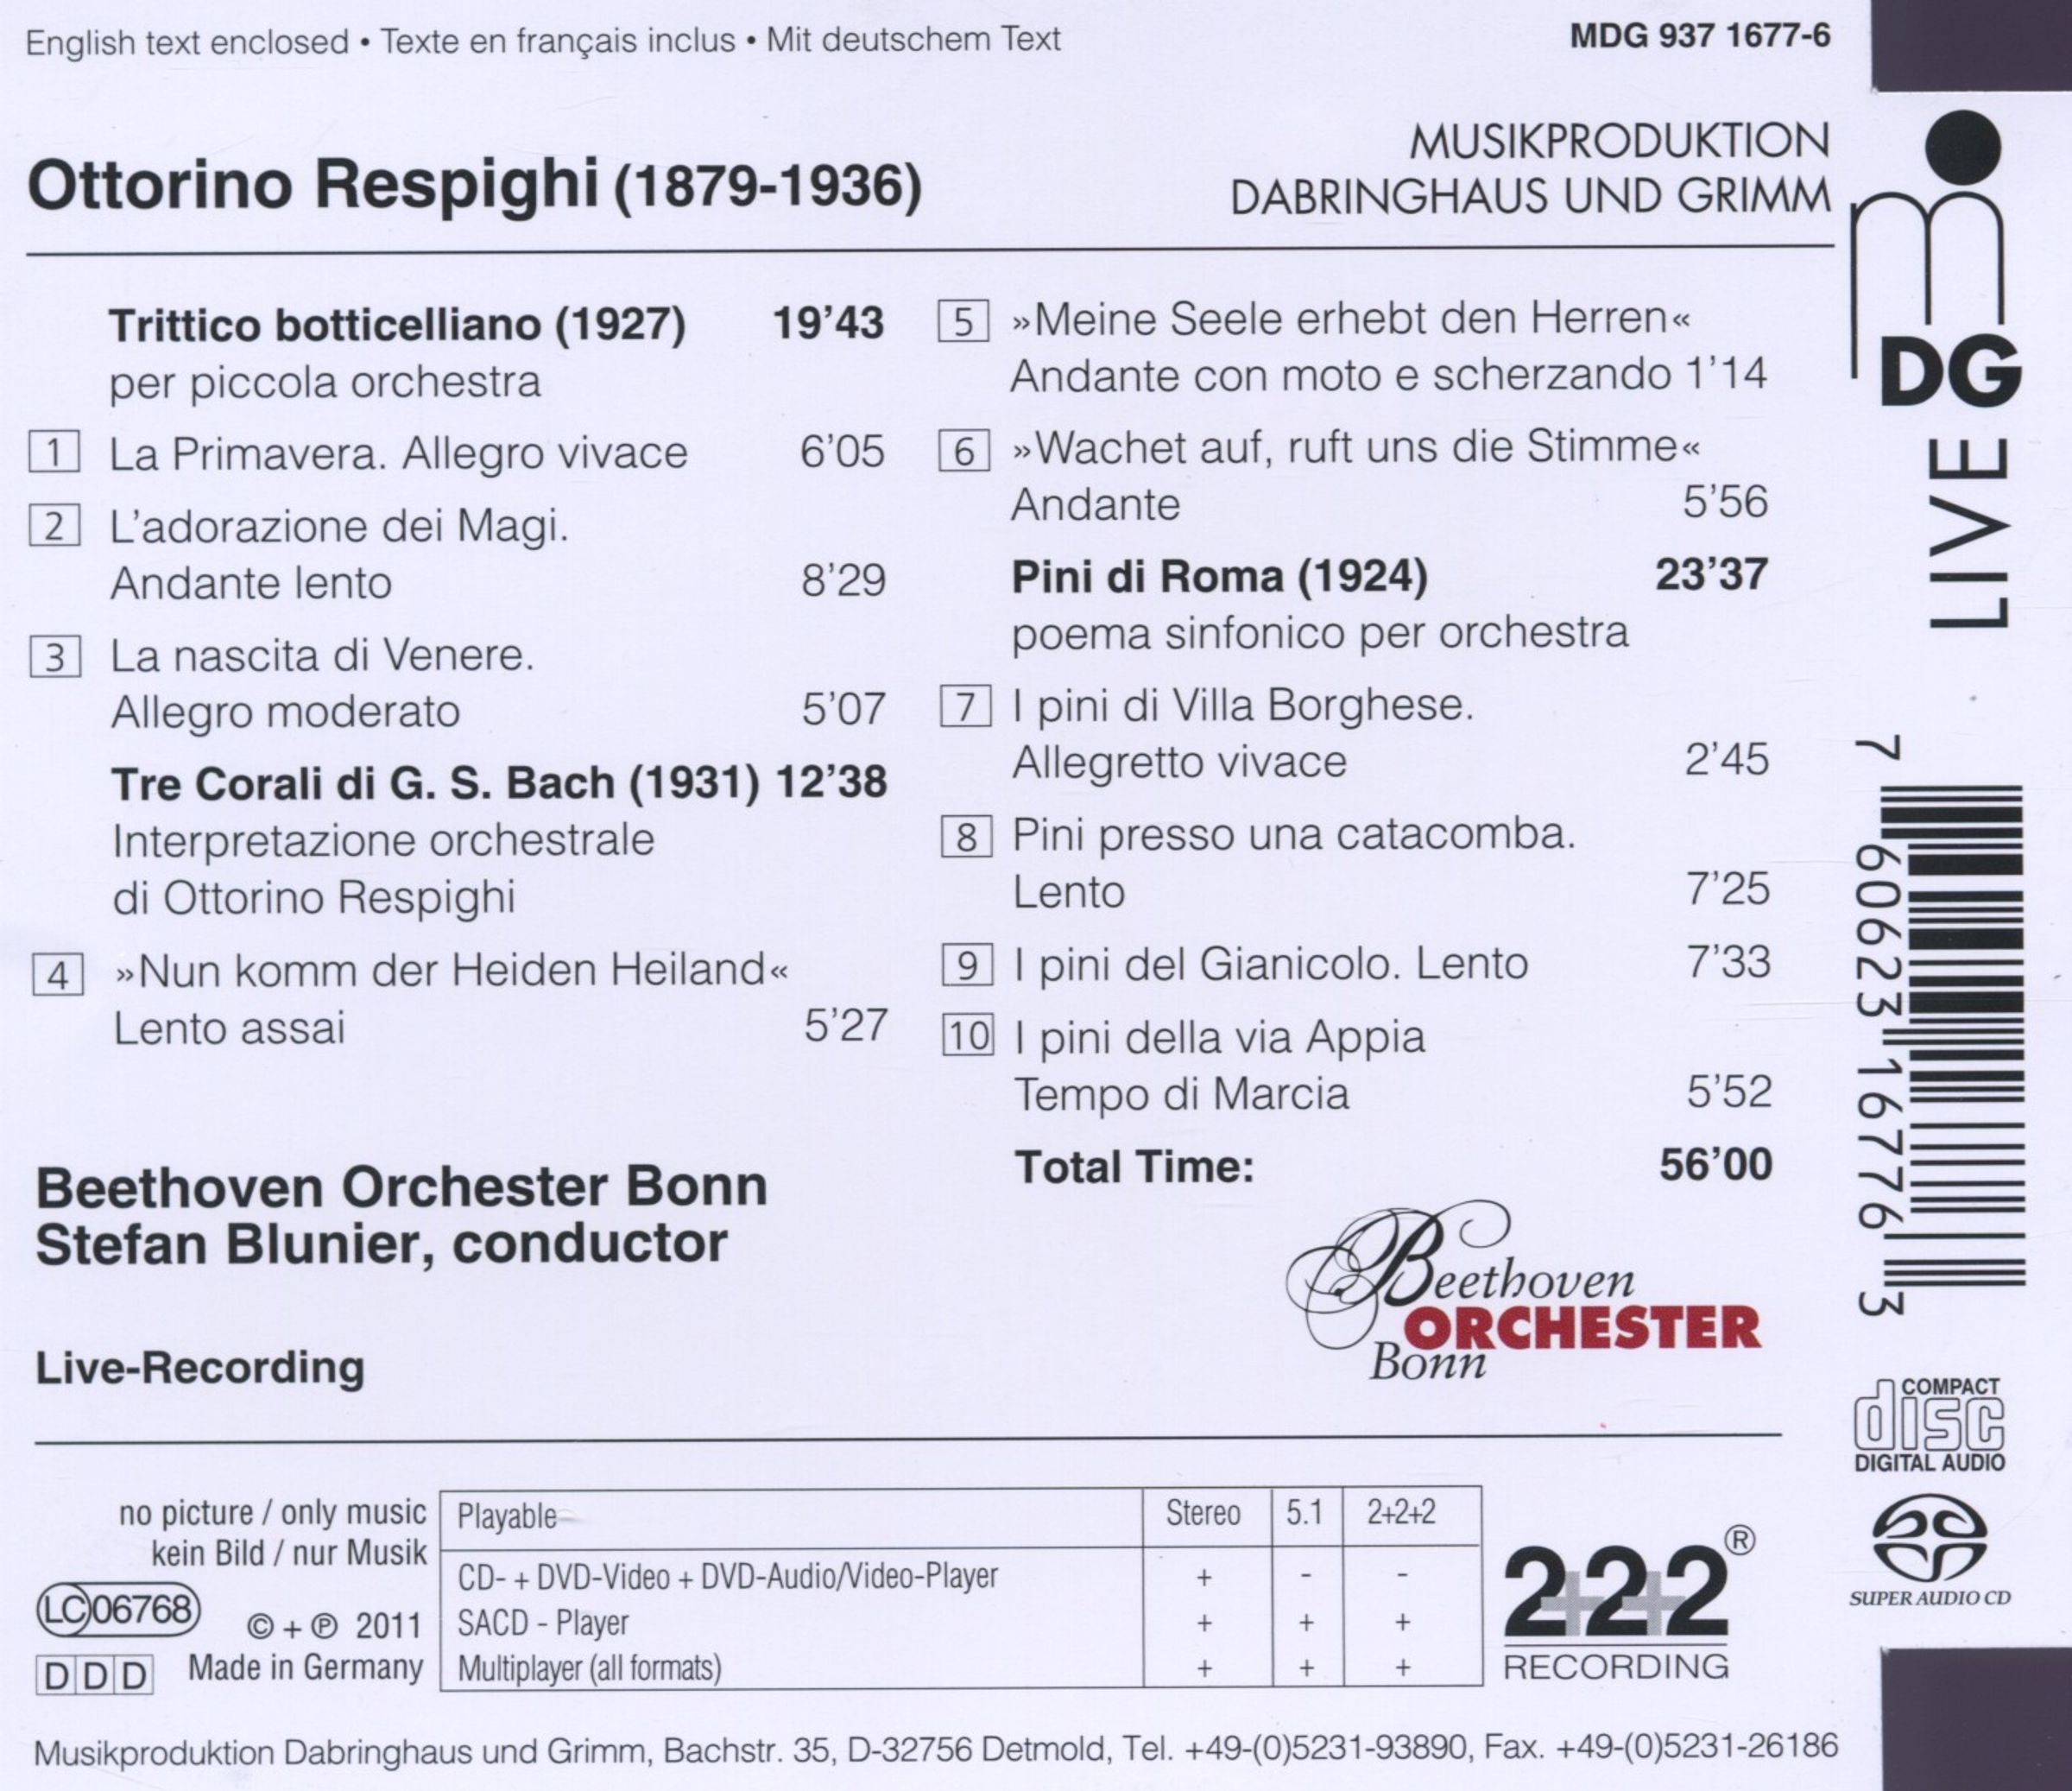 English text enclosed • Texte en français inclus • Mit deutschem Text
MDG 937 1677-6
MUSIKPRODUKTION
DABRINGHAUS UND GRIMM
Ottorino Respighi (1879-1936)
Trittico botticelliano (1927) 19’43
per piccola orchestra
1 La Primavera. Allegro vivace 6’05
2 L’adorazione dei Magi.
Andante lento 8’29
3 La nascita di Venere.
Allegro moderato 5’07
Tre Corali di G. S. Bach (1931) 12’38
Interpretazione orchestrale
di Ottorino Respighi
4 »Nun komm der Heiden Heiland«
Lento assai 5’27
5 »Meine Seele erhebt den Herren«
Andante con moto e scherzando 1’14
6 »Wachet auf, ruft uns die Stimme«
Andante 5’56
Pini di Roma (1924) 23’37
poema sinfonico per orchestra
7 I pini di Villa Borghese.
Allegretto vivace 2’45
8 Pini presso una catacomba.
Lento 7’25
9 I pini del Gianicolo. Lento 7’33
10 I pini della via Appia
Tempo di Marcia 5’52
Total Time: 56’00
Beethoven Orchester Bonn
Stefan Blunier, conductor
Live-Recording
Beethoven
ORCHESTER
Bonn
mDG
LIVE
7 60623 16776 3
COMPACT
disc
DIGITAL AUDIO
SUPER AUDIO CD
no picture / only music
kein Bild / nur Musik
LC 06768
© + ℗ 2011
DDD
Made in Germany
Playable Stereo 5.1 2+2+2
CD- + DVD-Video + DVD-Audio/Video-Player + - -
SACD - Player + + +
Multiplayer (all formats) + + +
2+2+2®
RECORDING
Musikproduktion Dabringhaus und Grimm, Bachstr. 35, D-32756 Detmold, Tel. +49-(0)5231-93890, Fax. +49-(0)5231-26186